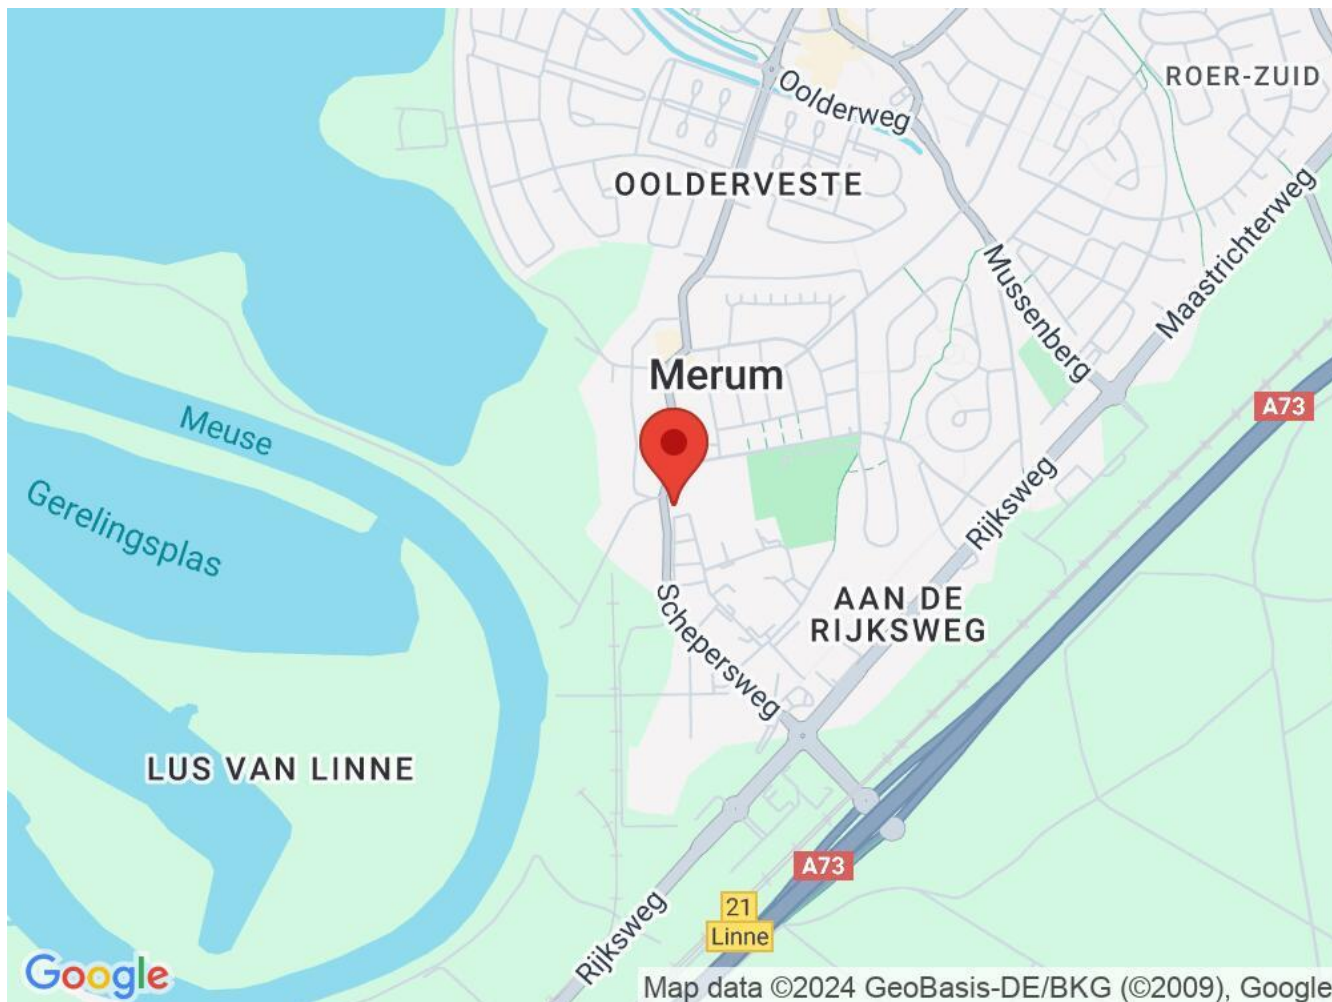 ROER-ZUID
Oolderweg
OOLDERVESTE
Maastrichterweg
Mussenberg
Merum
A73
Meuse
Gerelingsplas
Rijksweg
AAN DE
RIJKSWEG
Schepersweg
LUS VAN LINNE
A73
21
Linne
Rijksweg
Google
Map data ©2024 GeoBasis-DE/BKG (©2009), Google